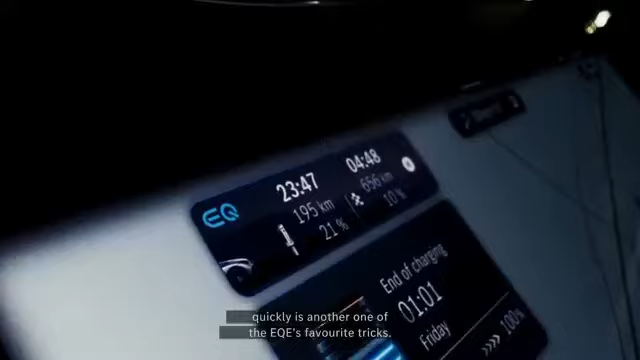 EQ
23:47
04:48
195 km
656 km
21 %
10 %
End of charging
01:01
Friday
100%
quickly is another one of
the EQE's favourite tricks.